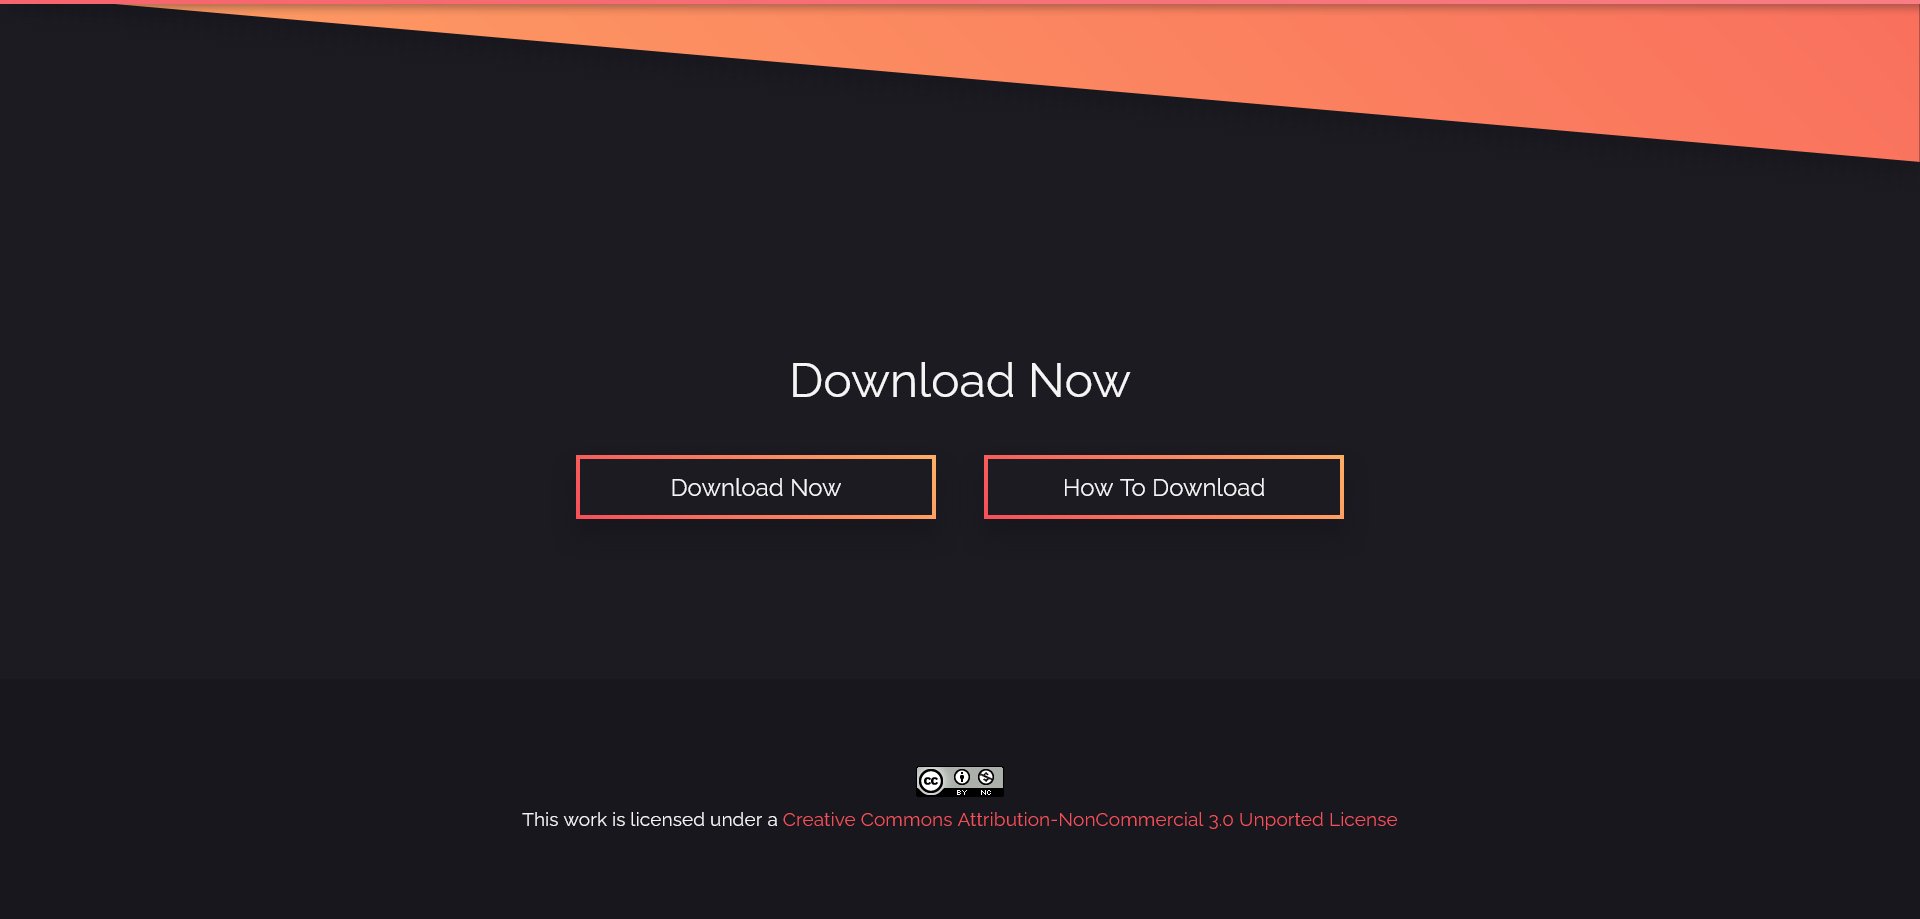 Download Now
Download Now
How To Download
cc BY NC
This work is licensed under a Creative Commons Attribution-NonCommercial 3.0 Unported License